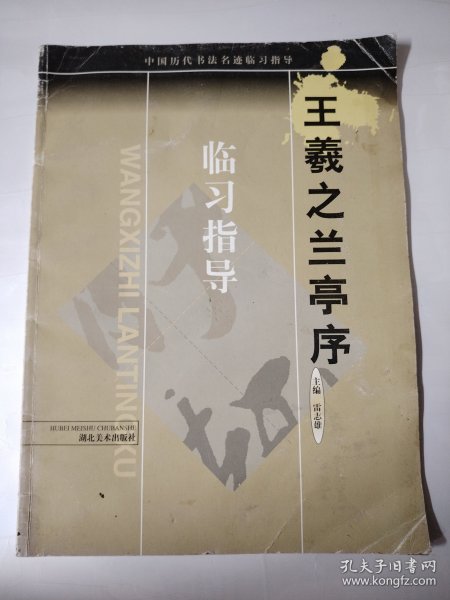 中国历代书法名迹临习指导
王羲之兰亭序
临习指导
主编 雷志雄
WANGXIZHI LANTINGXU
HUBEI MEISHU CHUBANSHE
湖北美术出版社
孔夫子旧书网
www.kongfz.com